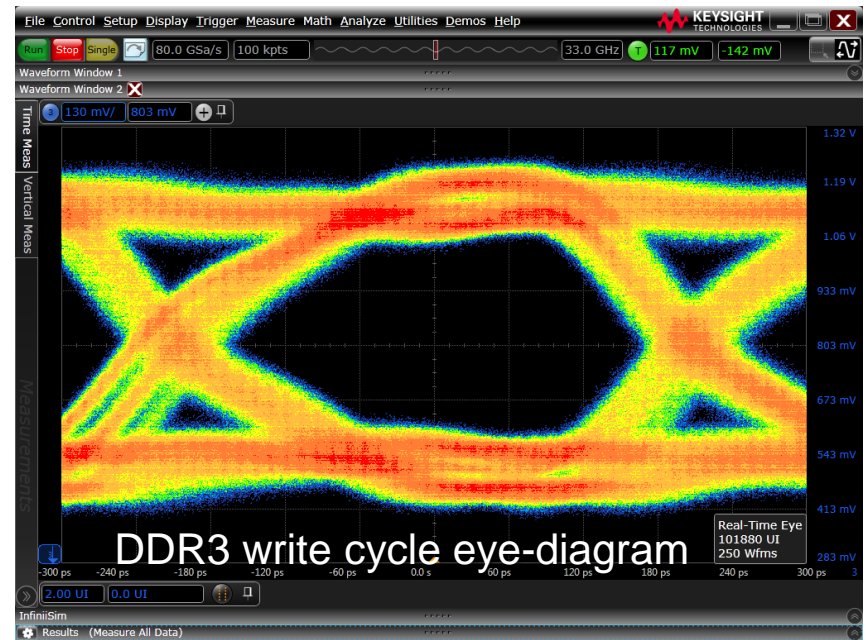 File Control Setup Display Trigger Measure Math Analyze Utilities Demos Help
KEYSIGHT
TECHNOLOGIES
Run Stop Single 80.0 GSa/s 100 kpts 33.0 GHz T 117 mV -142 mV
Waveform Window 1
Waveform Window 2
3 130 mV/ 803 mV
Time Meas
Vertical Meas
Measurements
1.32 V
1.19 V
1.06 V
933 mV
803 mV
673 mV
543 mV
413 mV
283 mV
DDR3 write cycle eye-diagram
Real-Time Eye
101880 UI
250 Wfms
-300 ps -240 ps -180 ps -120 ps -60 ps 0.0 s 60 ps 120 ps 180 ps 240 ps 300 ps 3
2.00 UI 0.0 UI
InfiniiSim
Results (Measure All Data)